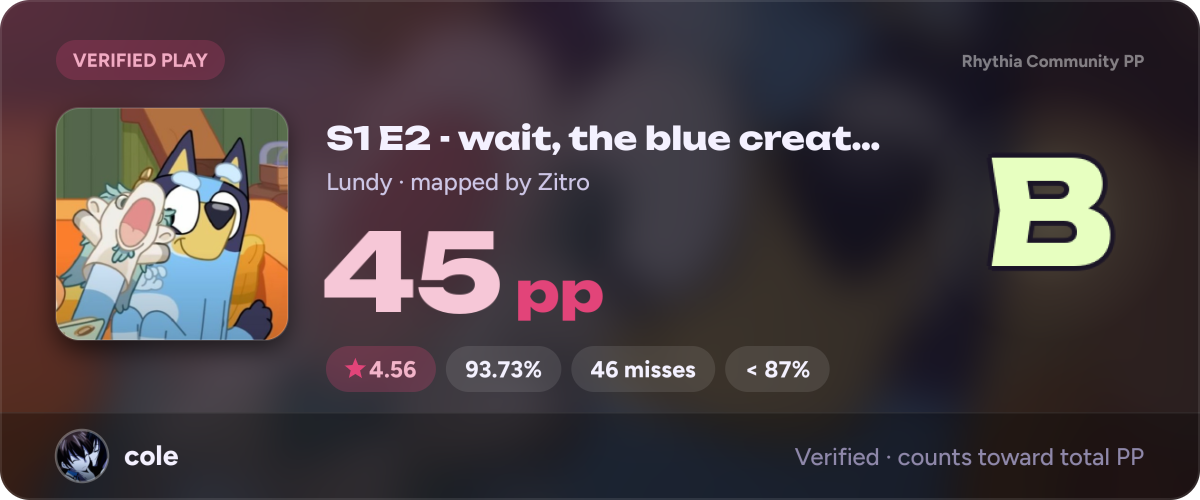 VERIFIED PLAY
Rhythia Community PP
S1 E2 - wait, the blue creat...
Lundy · mapped by Zitro
B
45 pp
★ 4.56
93.73%
46 misses
< 87%
cole
Verified · counts toward total PP